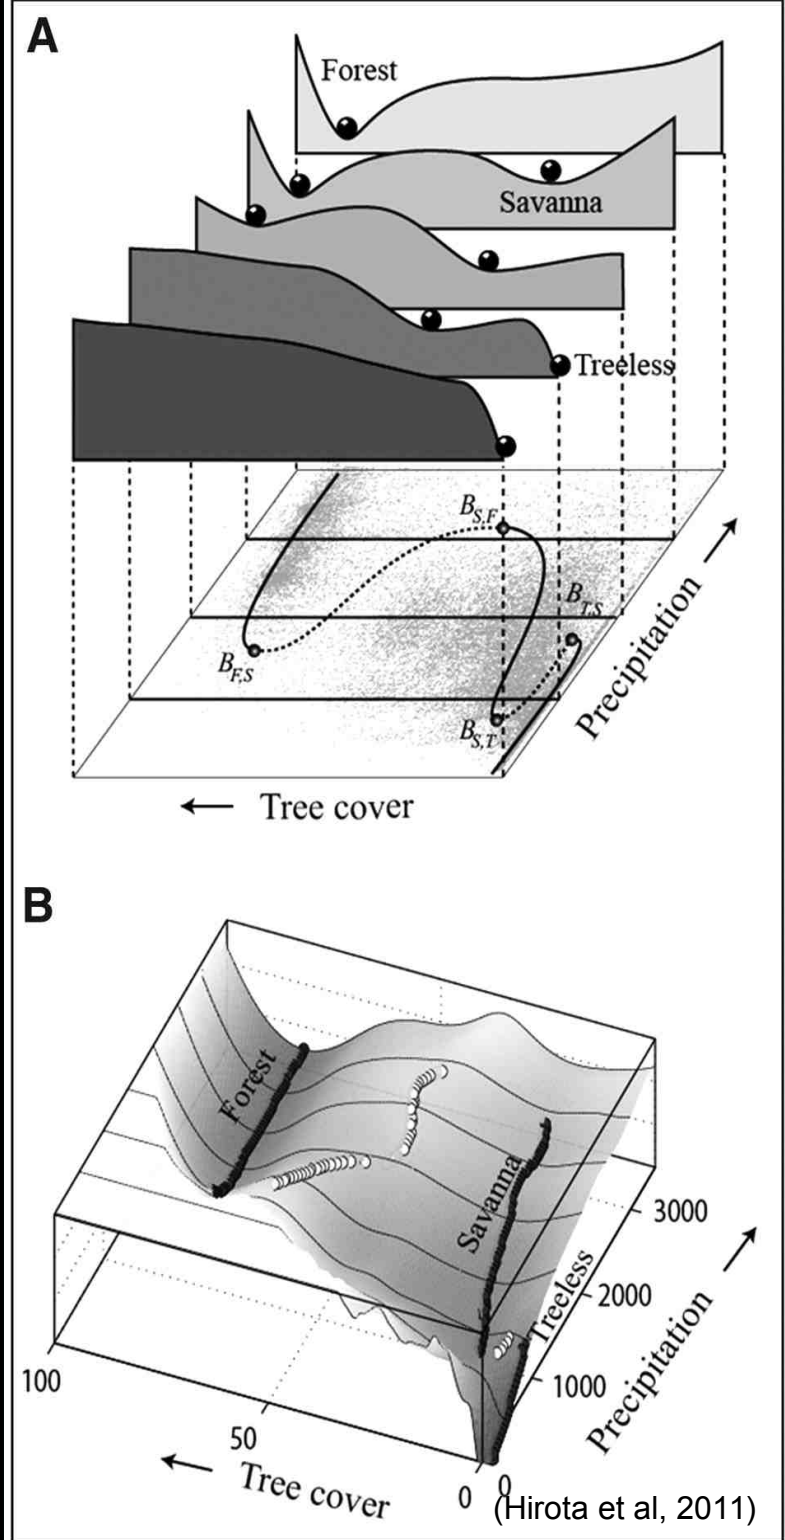 A
Forest
Savanna
Treeless
B_{S,F}
B_{T,S}
B_{F,S}
B_{S,T}
Precipitation
Tree cover
B
Forest
Savanna
Treeless
3000
2000
1000
Precipitation
100
50
0
0
Tree cover
(Hirota et al, 2011)